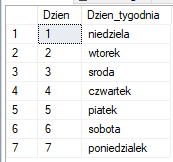 Dzien Dzien_tygodnia
1 1 niedziela
2 2 wtorek
3 3 sroda
4 4 czwartek
5 5 piatek
6 6 sobota
7 7 poniedzialek